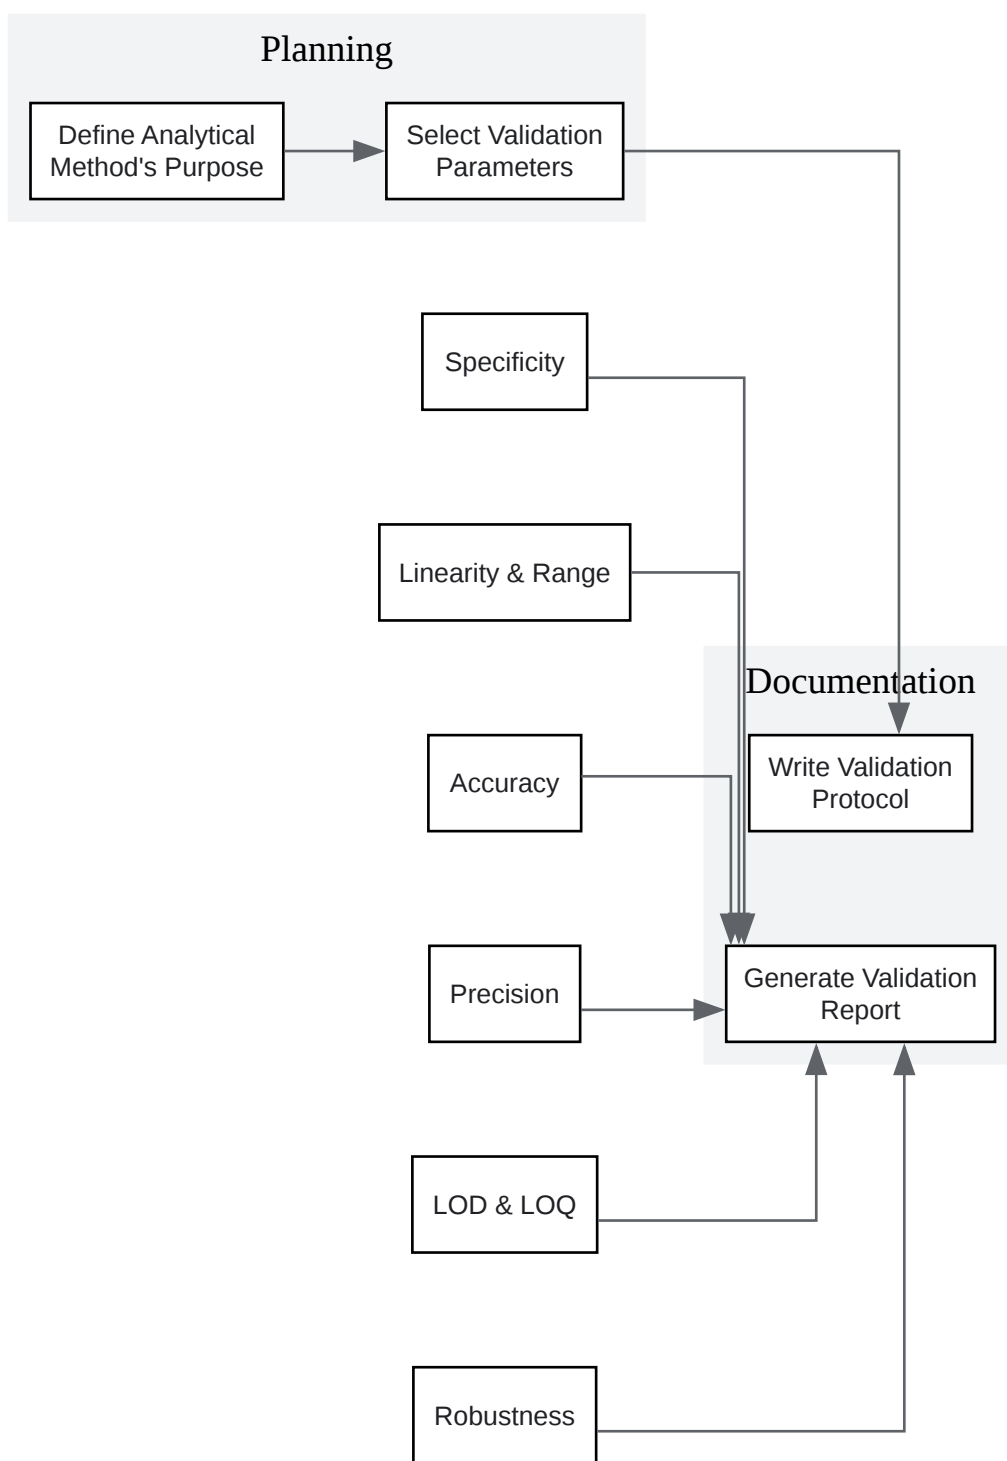 Planning
Define Analytical
Method's Purpose
Select Validation
Parameters
Specificity
Linearity & Range
Documentation
Accuracy
Write Validation
Protocol
Precision
Generate Validation
Report
LOD & LOQ
Robustness